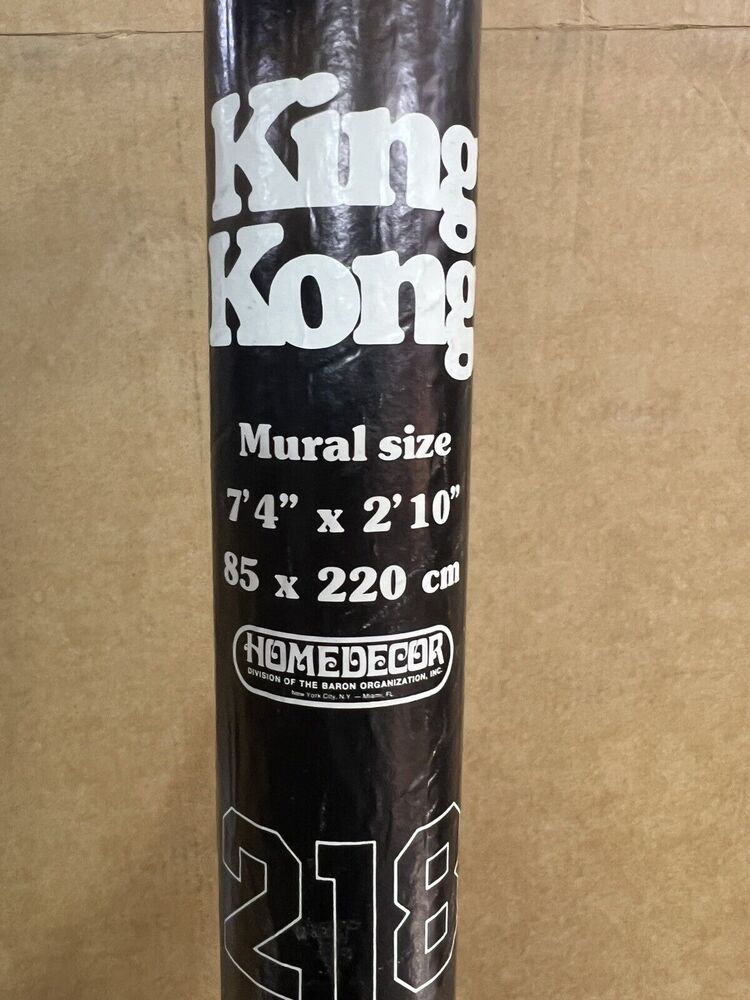 King
Kong
Mural size
7'4” x 2'10”
85 x 220 cm
HOMEDECOR
DIVISION OF THE BARON ORGANIZATION, INC.
New York City, N.Y. — Miami, FL
218